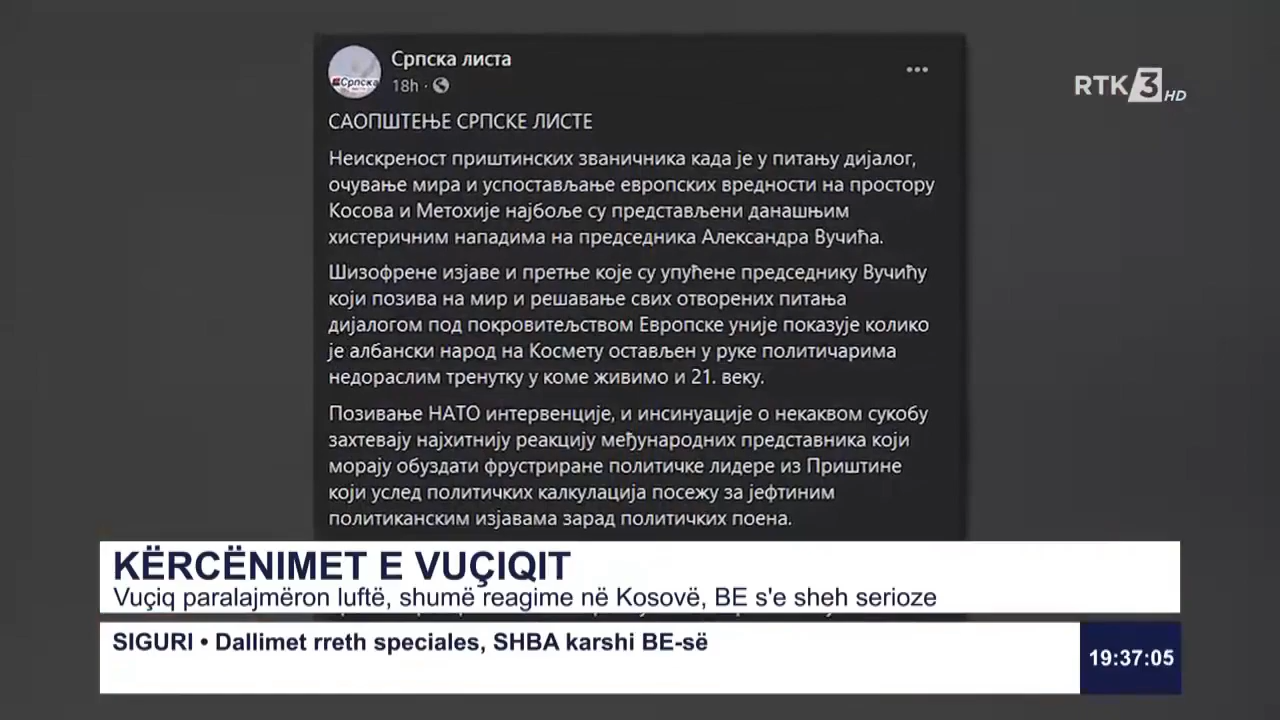 Српска листа
18h ·
RTK 3 HD
САОПШТЕЊЕ СРПСКЕ ЛИСТЕ
Неискреност приштинских званичника када је у питању дијалог,
очување мира и успостављање европских вредности на простору
Косова и Метохије најбоље су представљени данашњим
хистеричним нападима на председника Александра Вучића.
Шизофрене изјаве и претње које су упућене председнику Вучићу
који позива на мир и решавање свих отворених питања
дијалогом под покровитељством Европске уније показује колико
је албански народ на Космету остављен у руке политичарима
недораслим тренутку у коме живимо и 21. веку.
Позивање НАТО интервенције, и инсинуације о некаквом сукобу
захтевају најхитнију реакцију међународних представника који
морају обуздати фрустриране политичке лидере из Приштине
који услед политичких калкулација посежу за јефтиним
политиканским изјавама зарад политичких поена.
KËRCËNIMET E VUÇIQIT
Vuçiq paralajmëron luftë, shumë reagime në Kosovë, BE s'e sheh serioze
SIGURI • Dallimet rreth speciales, SHBA karshi BE-së
19:37:05